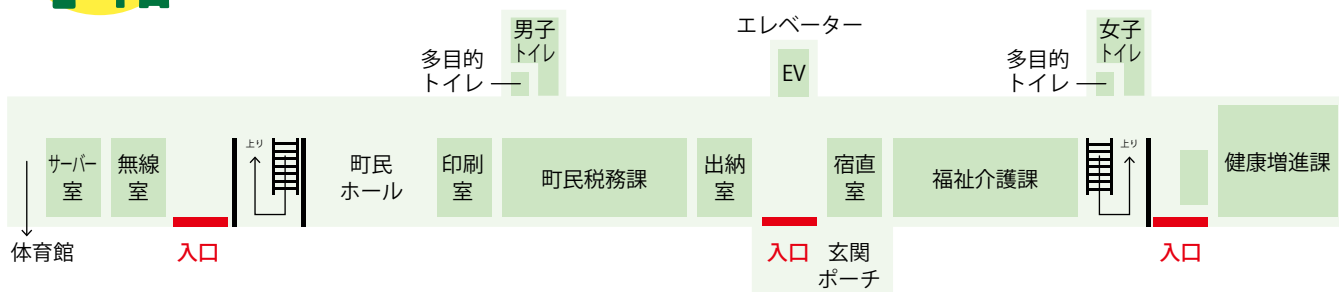 男子
トイレ
多目的
トイレ
エレベーター
EV
女子
トイレ
多目的
トイレ
サーバー
室
無線
室
上り
町民
ホール
印刷
室
町民税務課
出納
室
宿直
室
福祉介護課
上り
健康増進課
体育館
入口
入口
玄関
ポーチ
入口